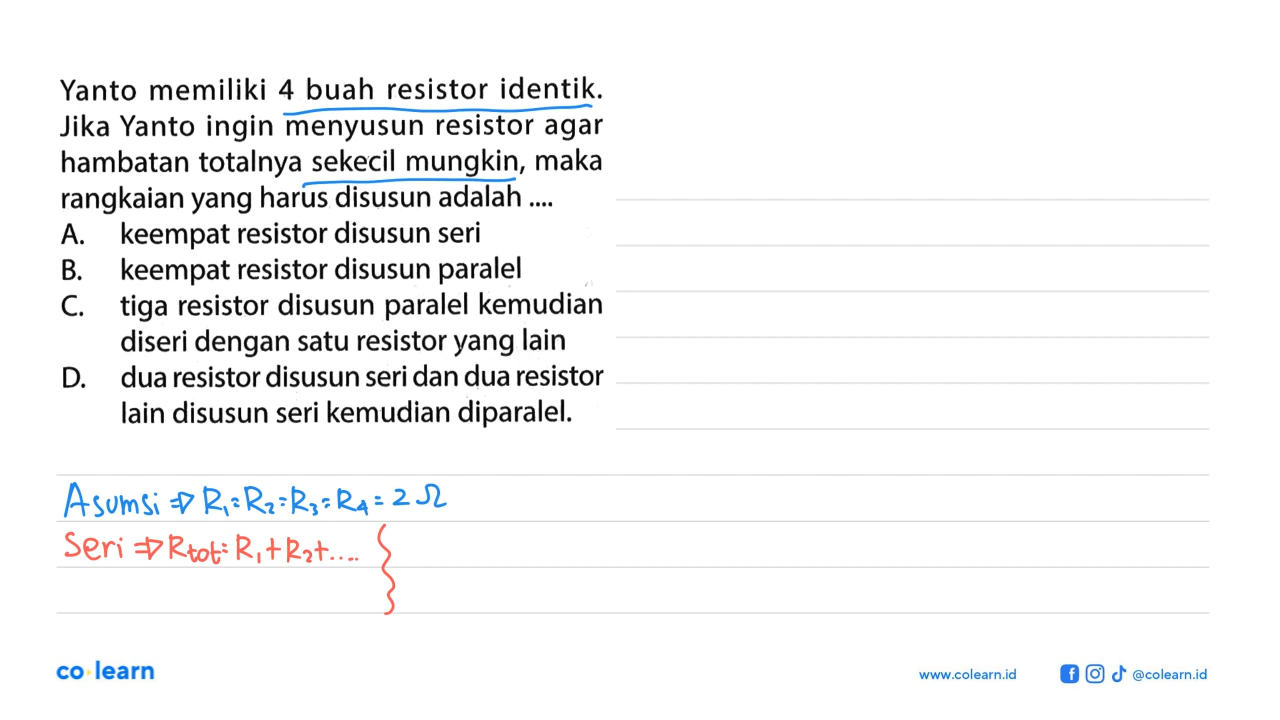 Yanto memiliki 4 buah resistor identik.
Jika Yanto ingin menyusun resistor agar
hambatan totalnya sekecil mungkin, maka
rangkaian yang harus disusun adalah ....
A. keempat resistor disusun seri
B. keempat resistor disusun paralel
C. tiga resistor disusun paralel kemudian
diseri dengan satu resistor yang lain
D. dua resistor disusun seri dan dua resistor
lain disusun seri kemudian diparalel.
Asumsi ⇒ R₁ = R₂ = R₃ = R₄ = 2 Ω
Seri ⇒ Rtot = R₁ + R₂ + ....
co learn
www.colearn.id
@colearn.id